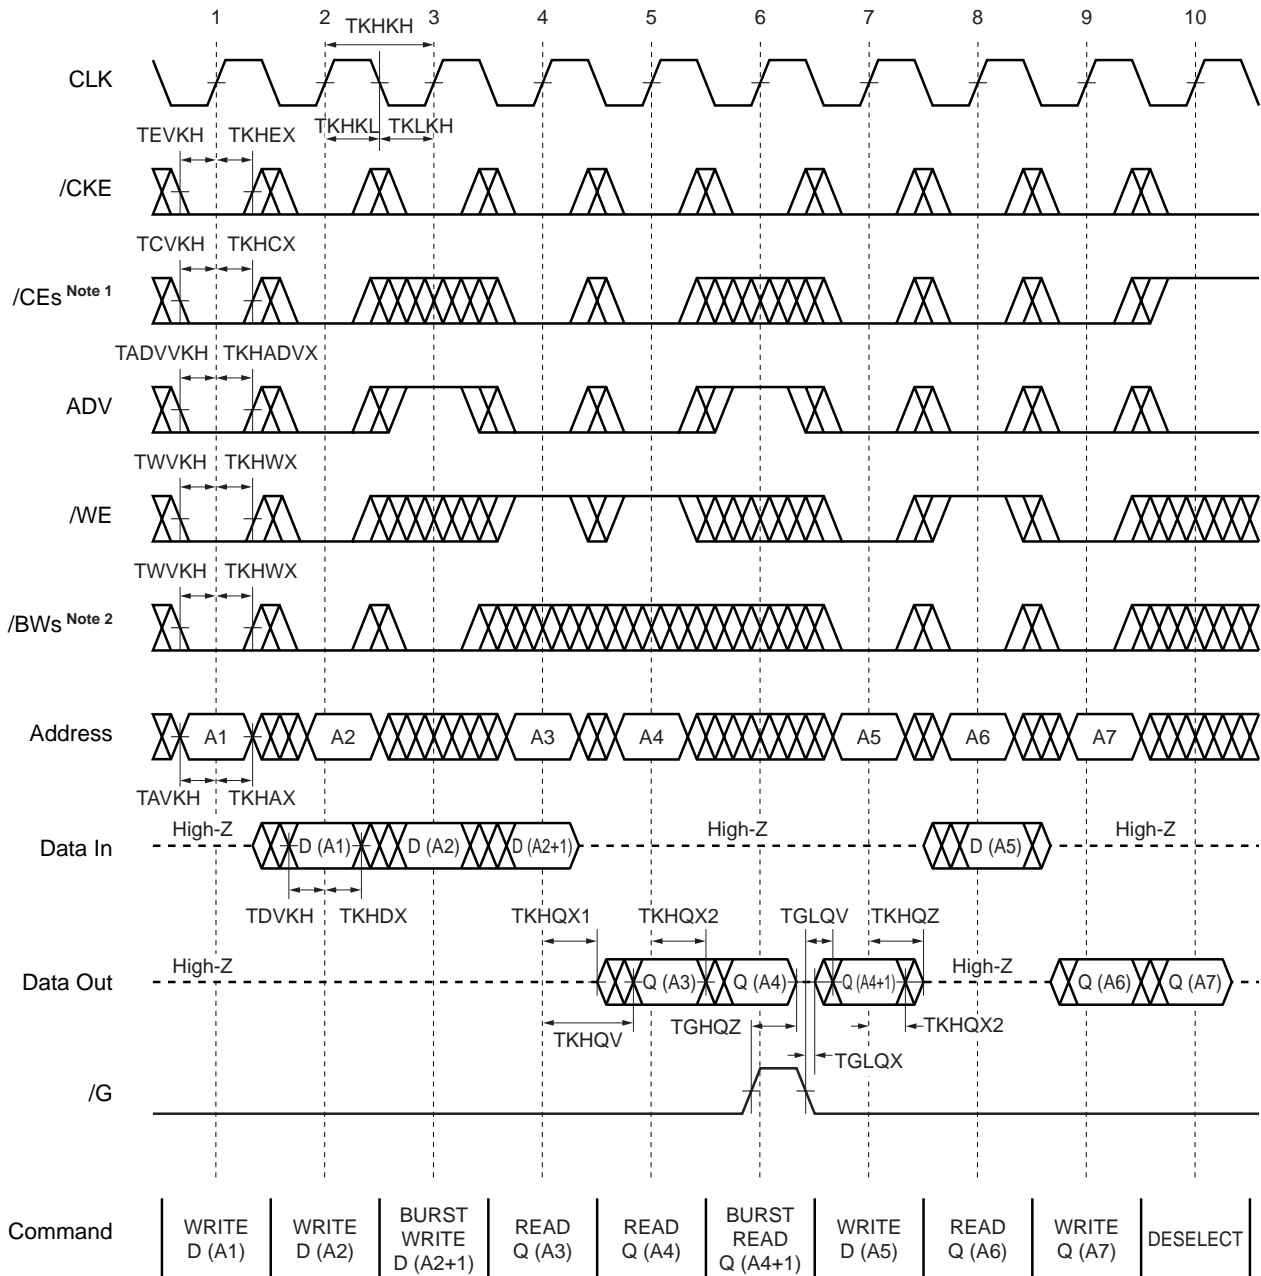 1 2 3 4 5 6 7 8 9 10
TKHKH
CLK
TKHKL TKLKH
TEVKH TKHEX
/CKE
TCVKH TKHCX
/CEs Note 1
TADVVKH TKHADVX
ADV
TWVKH TKHWX
/WE
TWVKH TKHWX
/BWs Note 2
Address A1 A2 A3 A4 A5 A6 A7
TAVKH TKHAX
High-Z High-Z High-Z
Data In D (A1) D (A2) D (A2+1) D (A5)
TDVKH TKHDX TKHQX1 TKHQX2 TGLQV TKHQZ
High-Z High-Z
Data Out Q (A3) Q (A4) Q (A4+1) Q (A6) Q (A7)
TKHQV TGHQZ TKHQX2
TGLQX
/G
Command
WRITE
D (A1)
WRITE
D (A2)
BURST
WRITE
D (A2+1)
READ
Q (A3)
READ
Q (A4)
BURST
READ
Q (A4+1)
WRITE
D (A5)
READ
Q (A6)
WRITE
Q (A7)
DESELECT